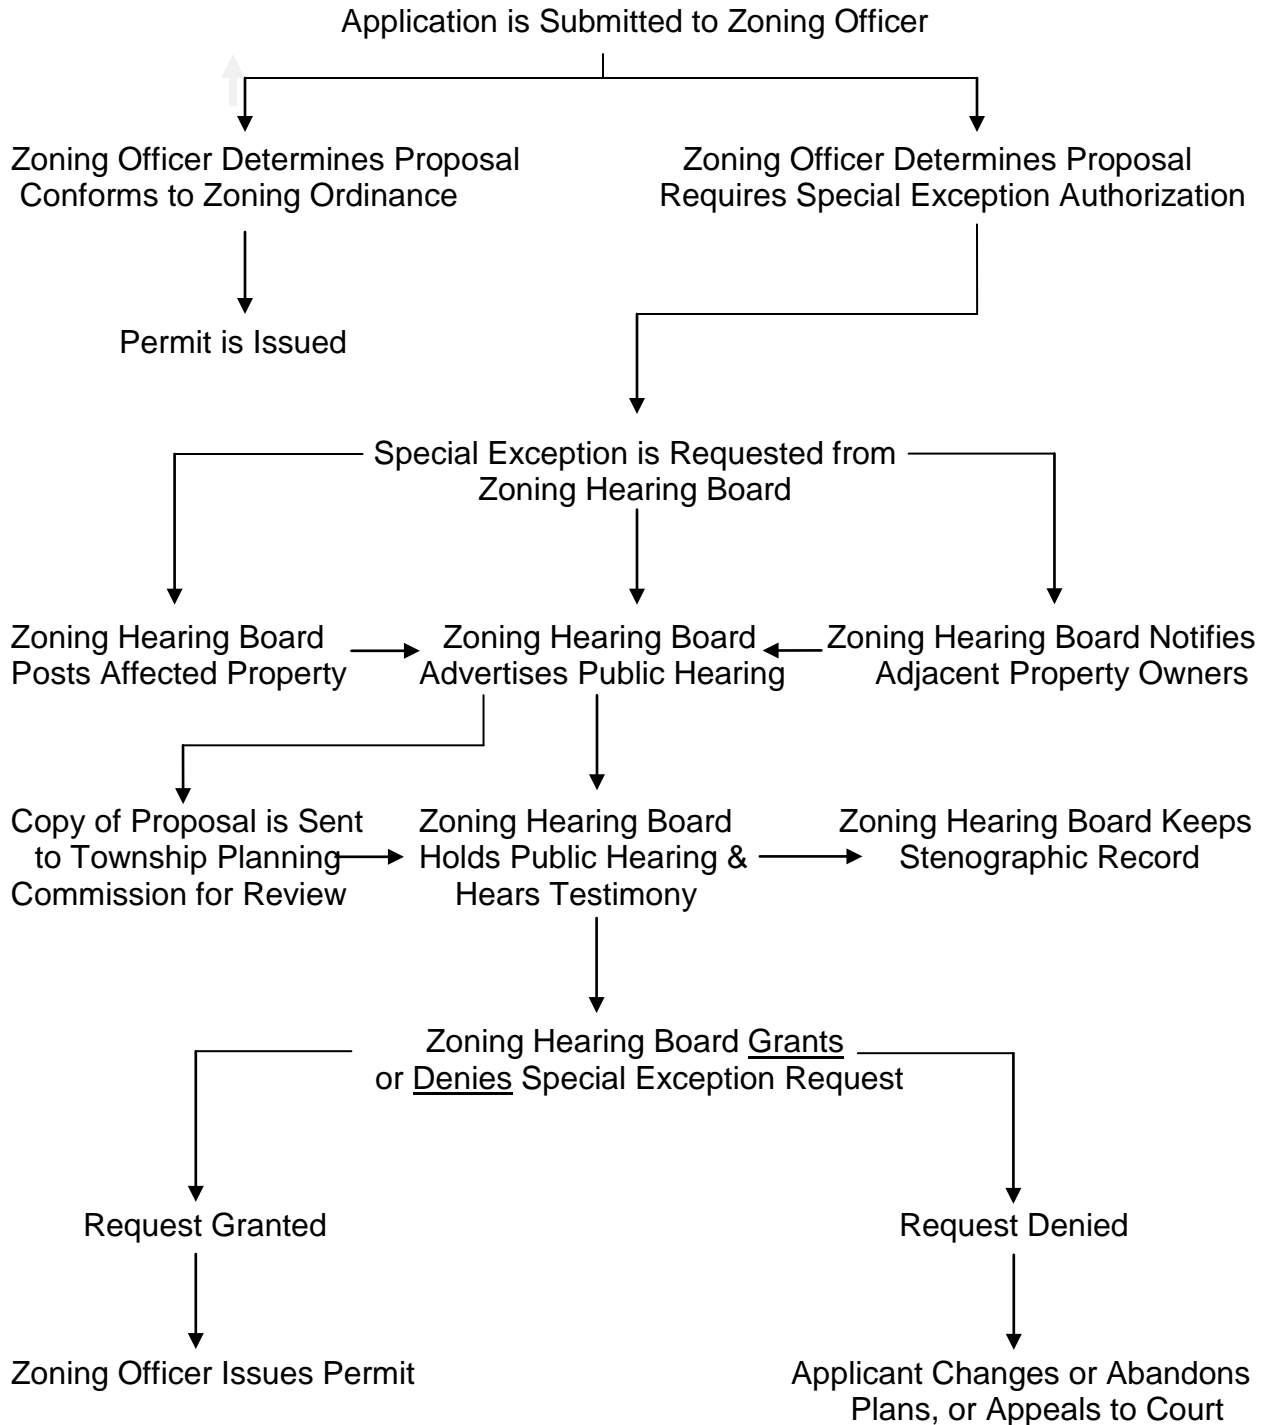 Application is Submitted to Zoning Officer
Zoning Officer Determines Proposal
Conforms to Zoning Ordinance
Zoning Officer Determines Proposal
Requires Special Exception Authorization
Permit is Issued
Special Exception is Requested from
Zoning Hearing Board
Zoning Hearing Board
Posts Affected Property
Zoning Hearing Board
Advertises Public Hearing
Zoning Hearing Board Notifies
Adjacent Property Owners
Copy of Proposal is Sent
to Township Planning
Commission for Review
Zoning Hearing Board
Holds Public Hearing &
Hears Testimony
Zoning Hearing Board Keeps
Stenographic Record
Zoning Hearing Board Grants
or Denies Special Exception Request
Request Granted
Request Denied
Zoning Officer Issues Permit
Applicant Changes or Abandons
Plans, or Appeals to Court